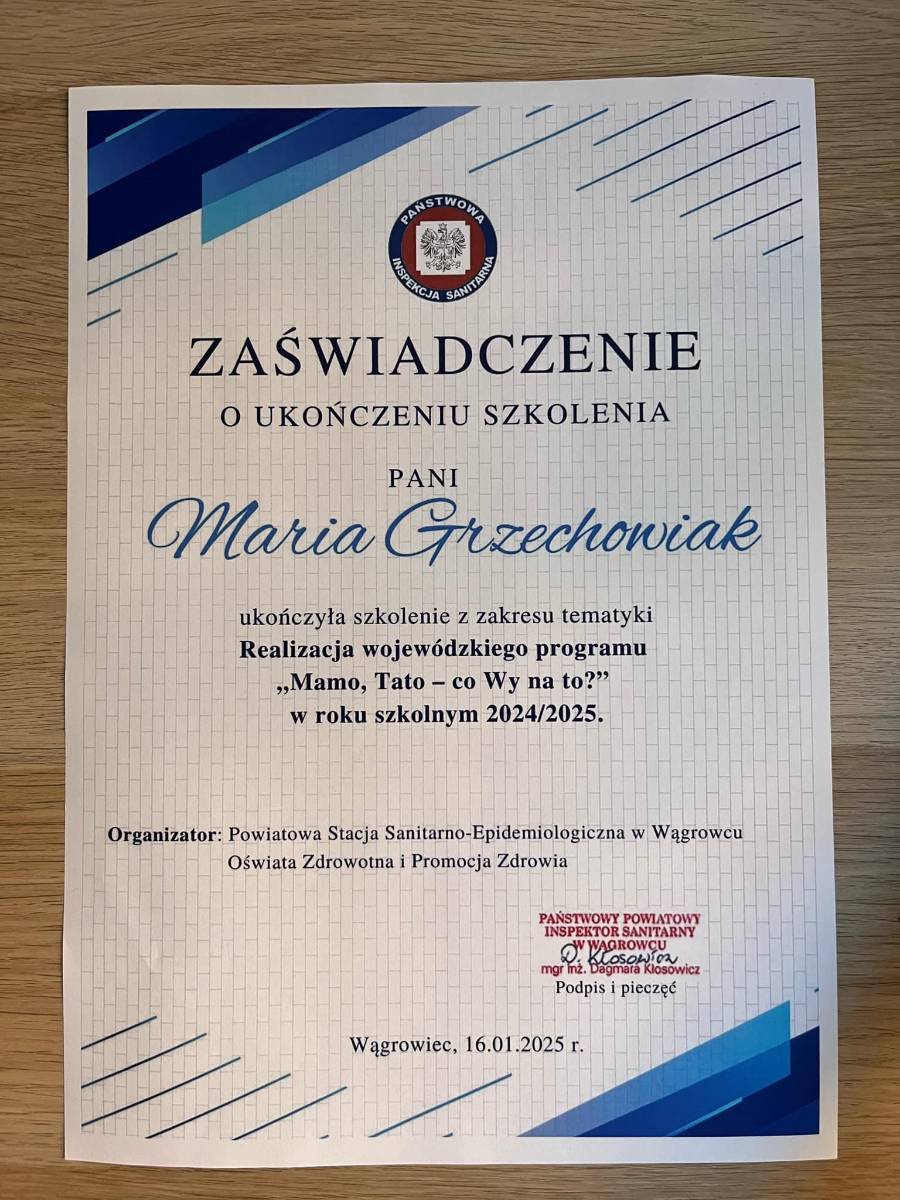 PAŃSTWOWA
INSPEKCJA SANITARNA
ZAŚWIADCZENIE
O UKOŃCZENIU SZKOLENIA
PANI
Maria Grzechowiak
ukończyła szkolenie z zakresu tematyki
Realizacja wojewódzkiego programu
„Mamo, Tato – co Wy na to?”
w roku szkolnym 2024/2025.
Organizator: Powiatowa Stacja Sanitarno-Epidemiologiczna w Wągrowcu
Oświata Zdrowotna i Promocja Zdrowia
PAŃSTWOWY POWIATOWY
INSPEKTOR SANITARNY
W WĄGROWCU
D. Kłosowicz
mgr inż. Dagmara Kłosowicz
Podpis i pieczęć
Wągrowiec, 16.01.2025 r.